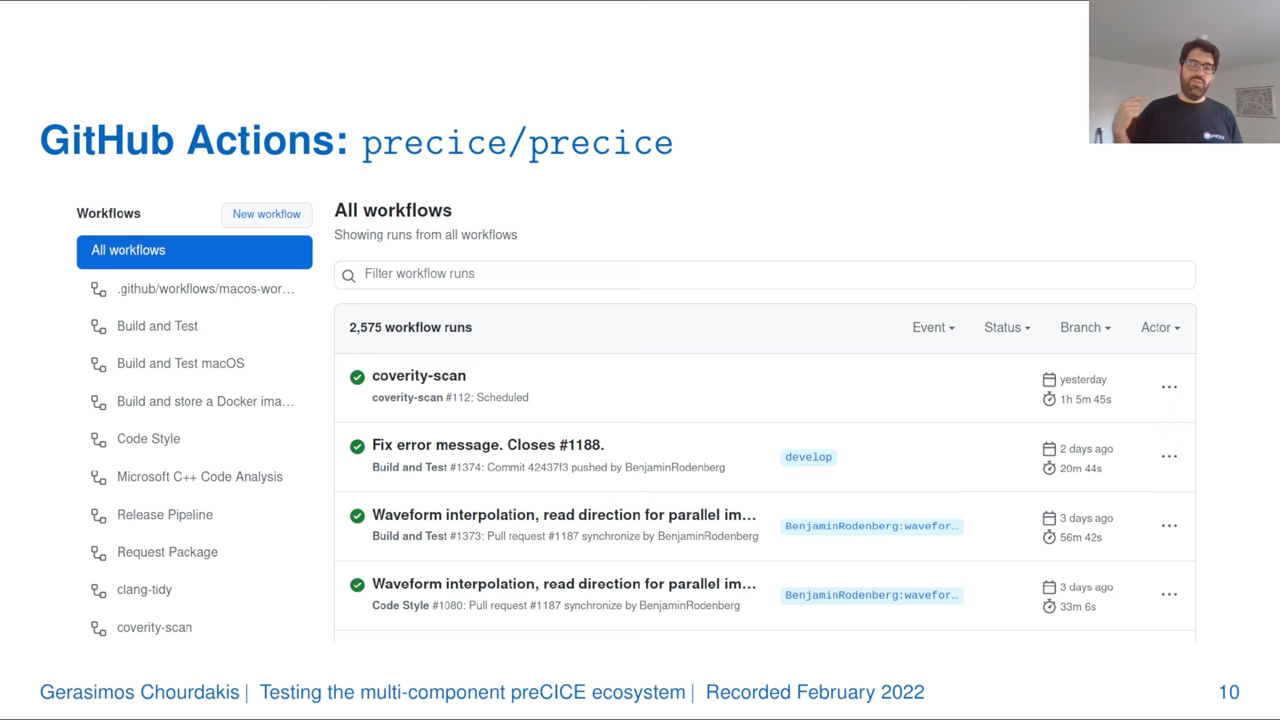 GitHub Actions: precice/precice
Workflows
New workflow
All workflows
.github/workflows/macos-wor…
Build and Test
Build and Test macOS
Build and store a Docker ima…
Code Style
Microsoft C++ Code Analysis
Release Pipeline
Request Package
clang-tidy
coverity-scan
All workflows
Showing runs from all workflows
Filter workflow runs
2,575 workflow runs
Event
Status
Branch
Actor
coverity-scan
coverity-scan #112: Scheduled
yesterday
1h 5m 45s
Fix error message. Closes #1188.
Build and Test #1374: Commit 42437f3 pushed by BenjaminRodenberg
develop
2 days ago
20m 44s
Waveform interpolation, read direction for parallel im…
Build and Test #1373: Pull request #1187 synchronize by BenjaminRodenberg
BenjaminRodenberg:wavefor…
3 days ago
56m 42s
Waveform interpolation, read direction for parallel im…
Code Style #1080: Pull request #1187 synchronize by BenjaminRodenberg
BenjaminRodenberg:wavefor…
3 days ago
33m 6s
Gerasimos Chourdakis | Testing the multi-component preCICE ecosystem | Recorded February 2022
10